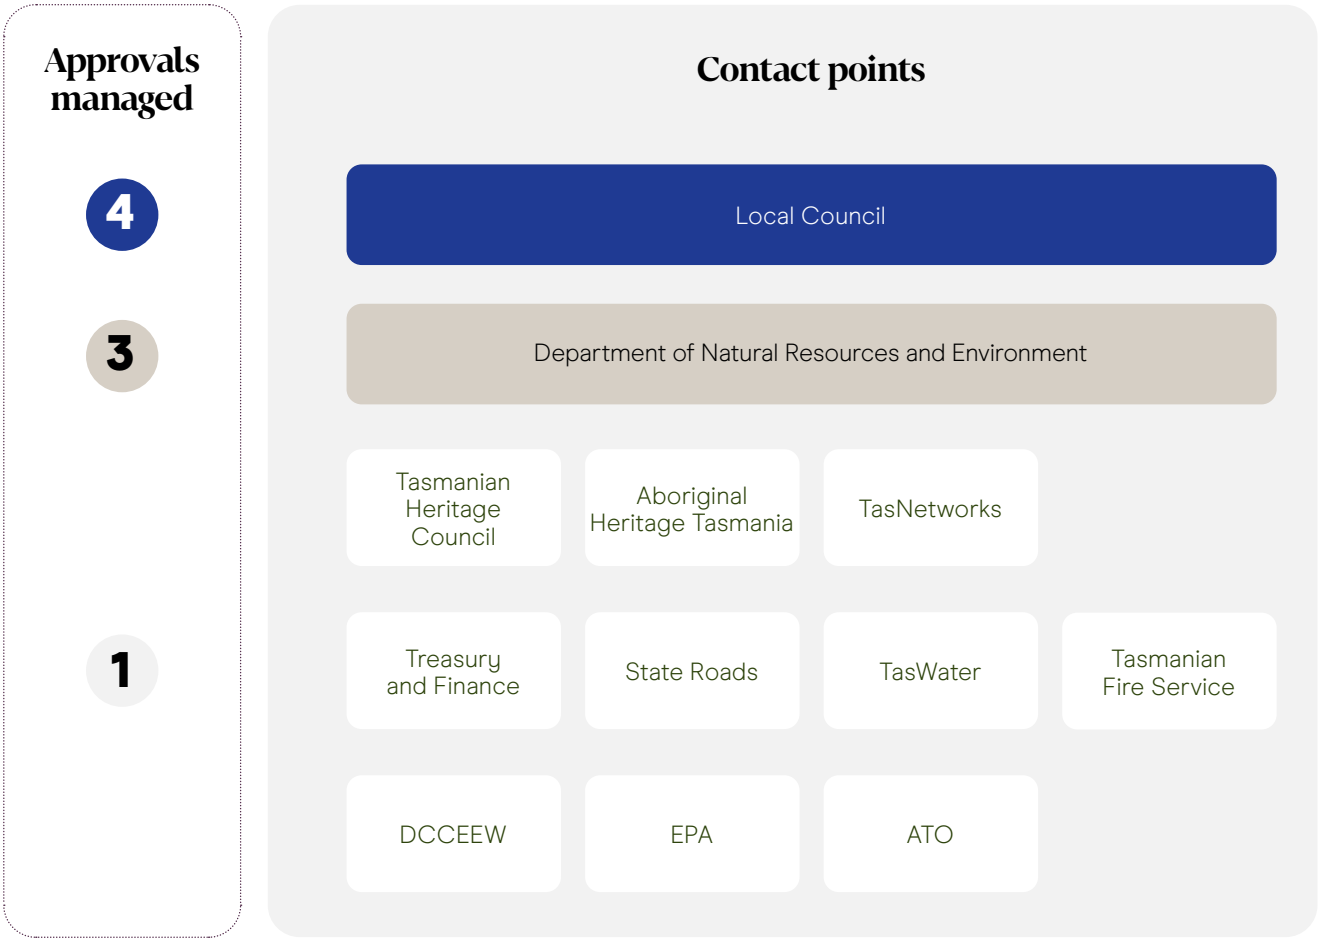 Approvals
managed
Contact points
4
Local Council
3
Department of Natural Resources and Environment
Tasmanian
Heritage
Council
Aboriginal
Heritage Tasmania
TasNetworks
1
Treasury
and Finance
State Roads
TasWater
Tasmanian
Fire Service
DCCEEW
EPA
ATO